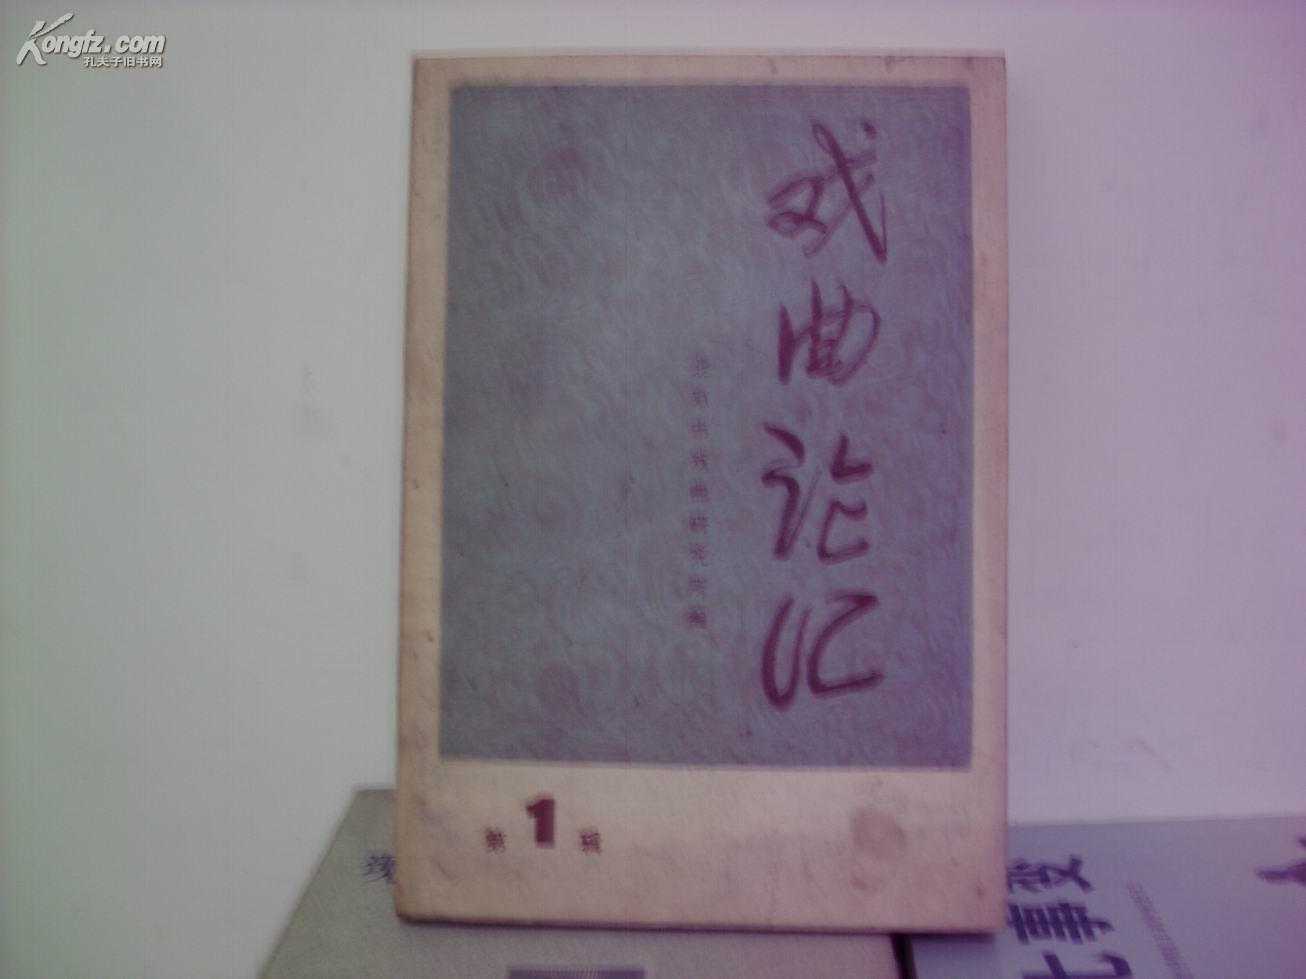 Kongfz.com
孔夫子旧书网
戏曲论汇
北京市戏曲研究所编
第1辑